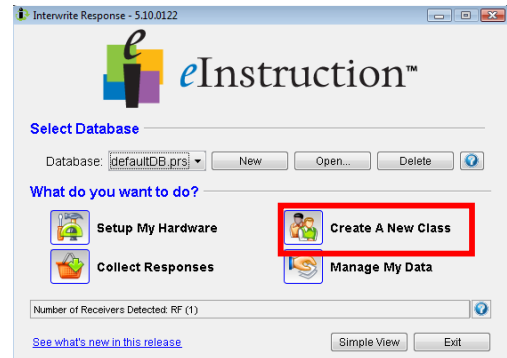 Interwrite Response - 5.10.0122
e
eInstruction™
Select Database
Database: defaultDB.prs New Open... Delete
What do you want to do?
Setup My Hardware Create A New Class
Collect Responses Manage My Data
Number of Receivers Detected: RF (1)
See what's new in this release Simple View Exit